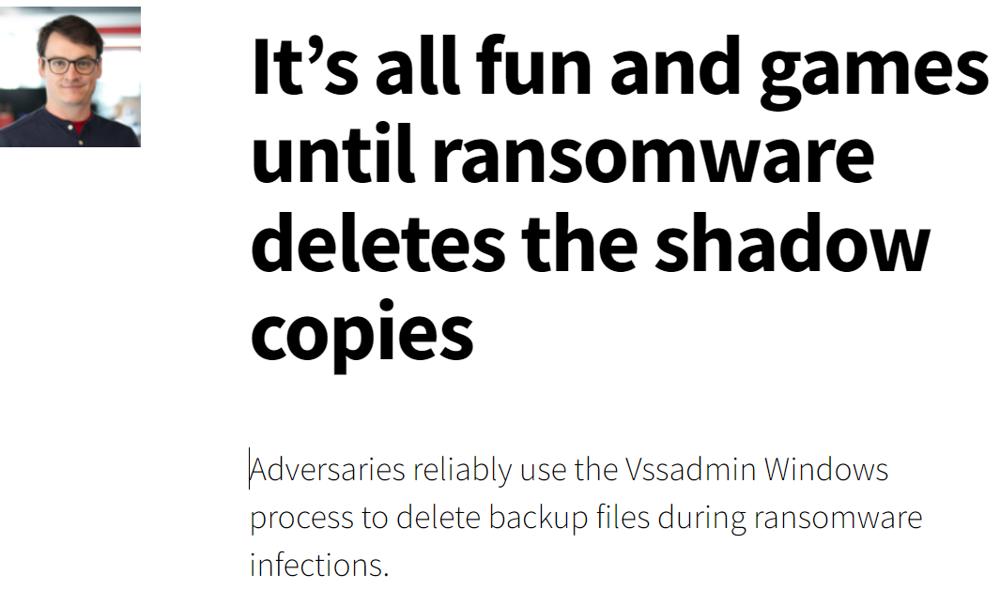 It’s all fun and games
until ransomware
deletes the shadow
copies
Adversaries reliably use the Vssadmin Windows
process to delete backup files during ransomware
infections.